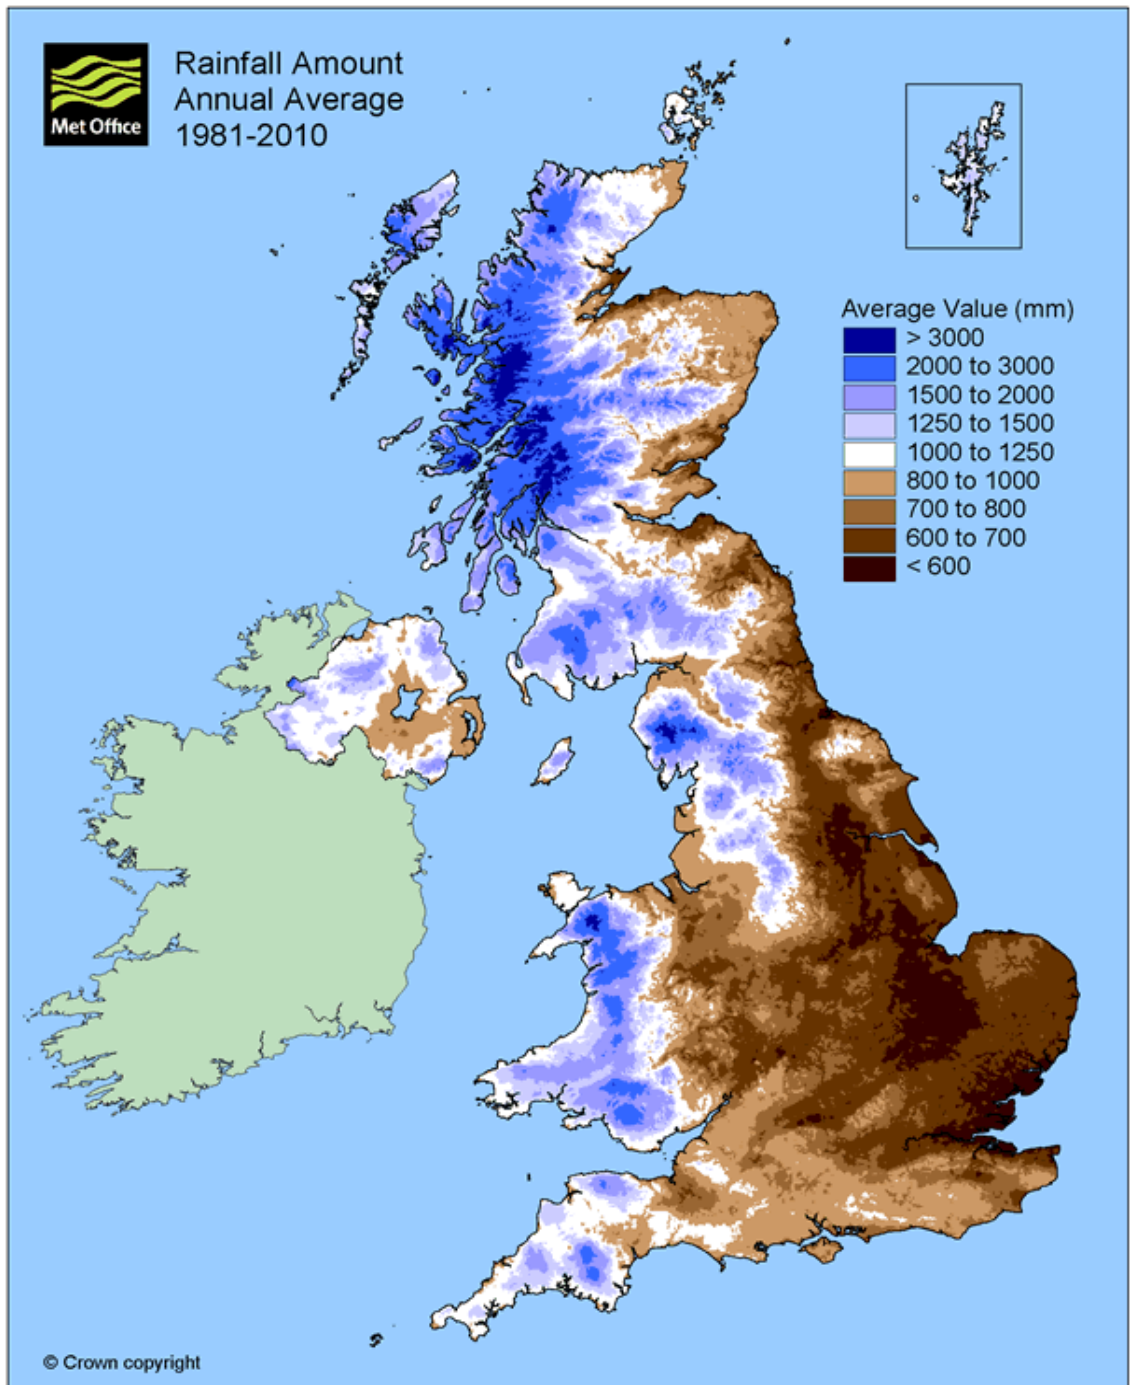 Met Office
Rainfall Amount
Annual Average
1981-2010
Average Value (mm)
> 3000
2000 to 3000
1500 to 2000
1250 to 1500
1000 to 1250
800 to 1000
700 to 800
600 to 700
< 600
© Crown copyright